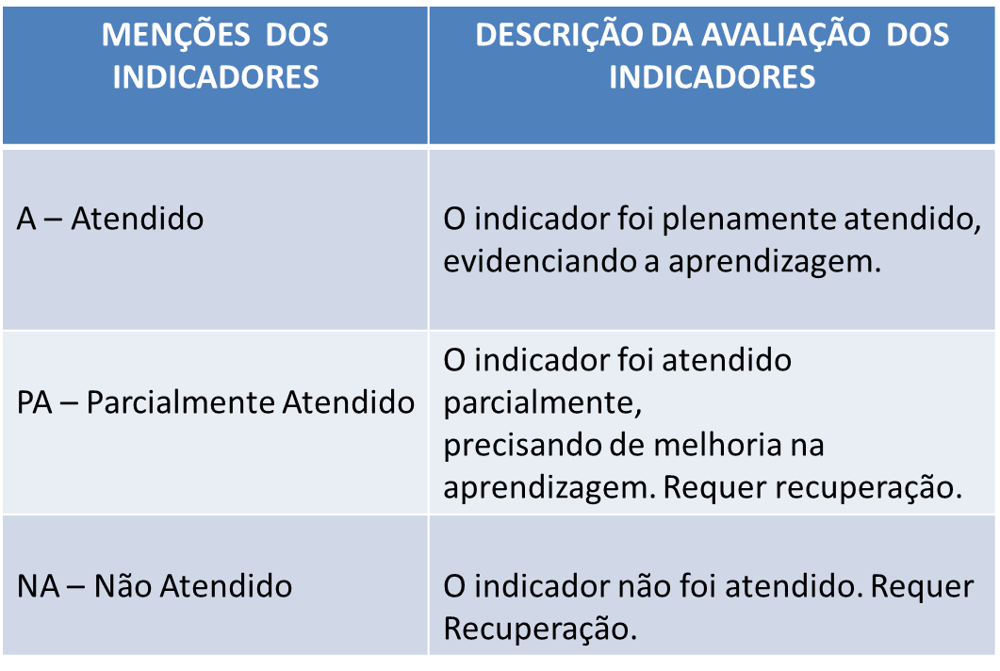 MENÇÕES DOS
INDICADORES
DESCRIÇÃO DA AVALIAÇÃO DOS
INDICADORES
A – Atendido
O indicador foi plenamente atendido,
evidenciando a aprendizagem.
PA – Parcialmente Atendido
O indicador foi atendido
parcialmente,
precisando de melhoria na
aprendizagem. Requer recuperação.
NA – Não Atendido
O indicador não foi atendido. Requer
Recuperação.